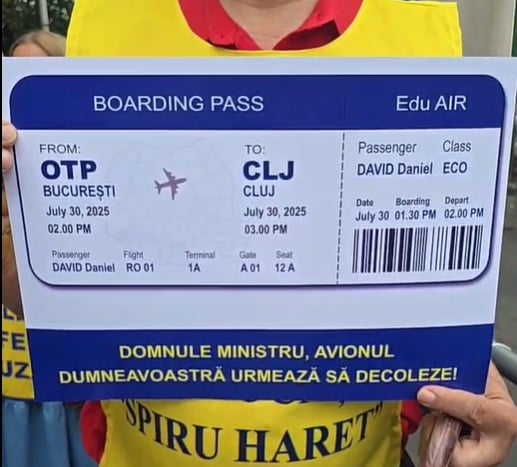 BOARDING PASS
Edu AIR
FROM:
OTP
BUCUREȘTI
July 30, 2025
02.00 PM
TO:
CLJ
CLUJ
July 30, 2025
03.00 PM
Passenger Flight Terminal Gate Seat
DAVID Daniel RO 01 1A A 01 12 A
Passenger Class
DAVID Daniel ECO
Date Boarding Depart
July 30 01.30 PM 02.00 PM
DOMNULE MINISTRU, AVIONUL
DUMNEAVOASTRĂ URMEAZĂ SĂ DECOLEZE!
"SPIRU HARET"